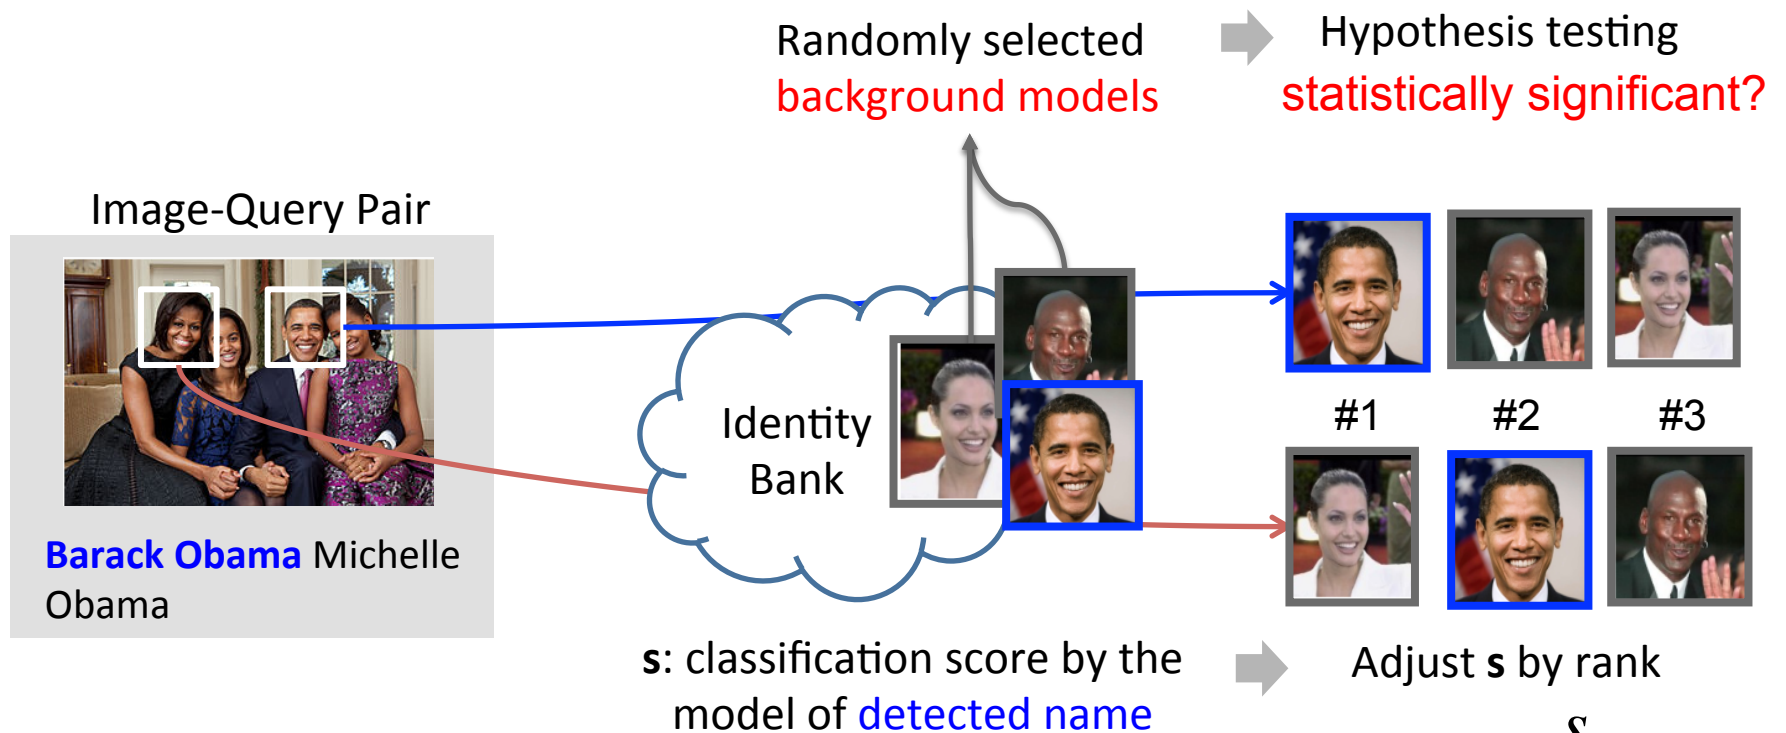 Randomly selected
background models
Hypothesis testing
statistically significant?
Image-Query Pair
Barack Obama Michelle
Obama
Identity
Bank
#1
#2
#3
s: classification score by the
model of detected name
Adjust s by rank